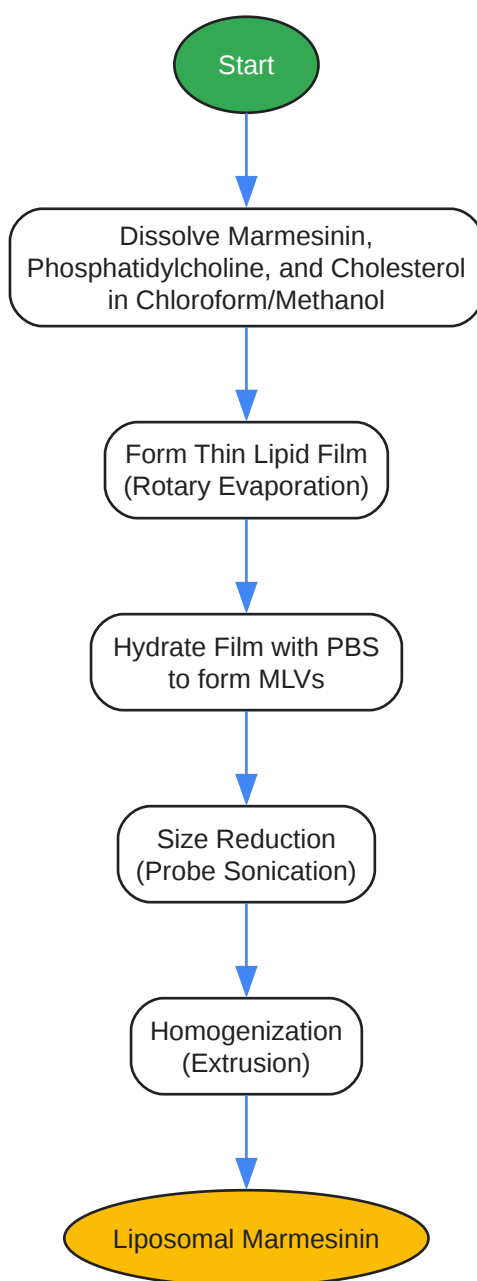 Start
Dissolve Marmesinin,
Phosphatidylcholine, and Cholesterol
in Chloroform/Methanol
Form Thin Lipid Film
(Rotary Evaporation)
Hydrate Film with PBS
to form MLVs
Size Reduction
(Probe Sonication)
Homogenization
(Extrusion)
Liposomal Marmesinin